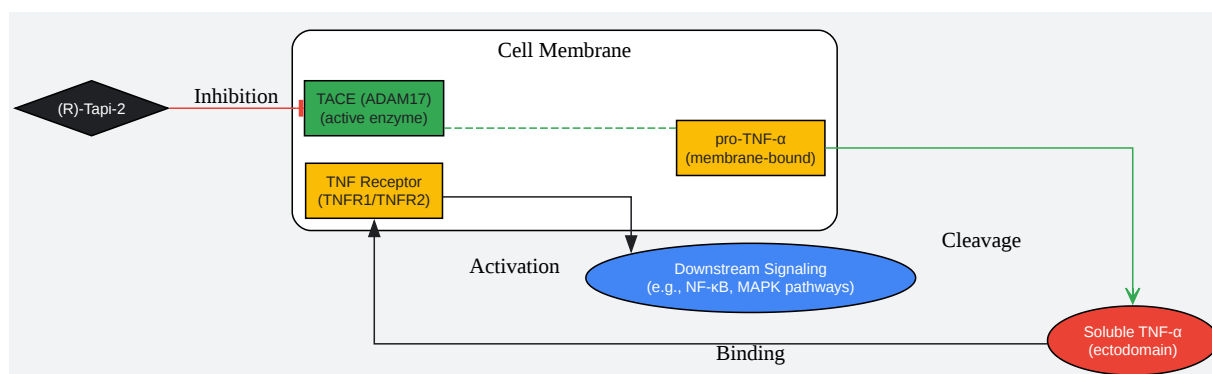 Cell Membrane
(R)-Tapi-2
Inhibition
TACE (ADAM17)
(active enzyme)
pro-TNF-α
(membrane-bound)
TNF Receptor
(TNFR1/TNFR2)
Cleavage
Activation
Downstream Signaling
(e.g., NF-κB, MAPK pathways)
Soluble TNF-α
(ectodomain)
Binding